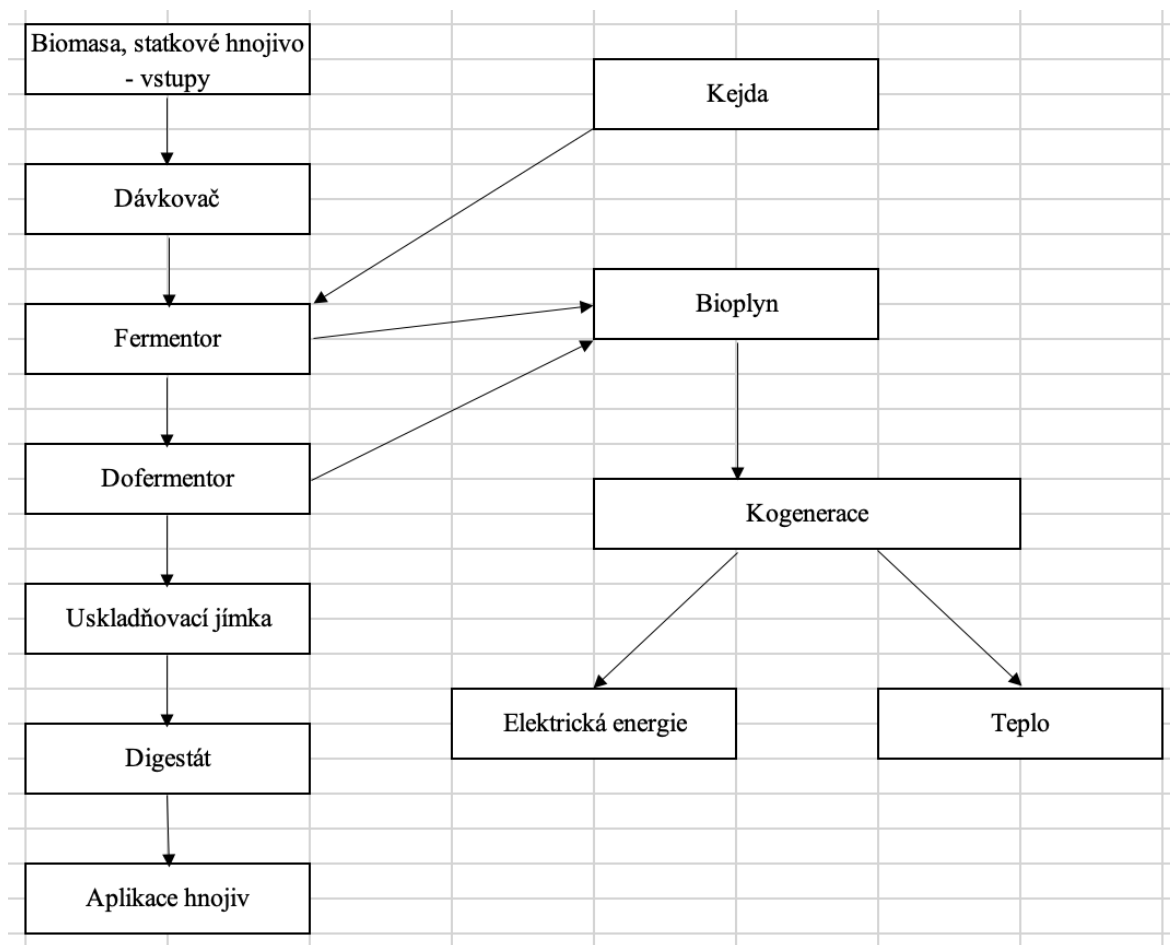 Biomasa, statkové hnojivo
- vstupy
Kejda
Dávkovač
Bioplyn
Fermentor
Dofermentor
Kogenerace
Uskladňovací jímka
Elektrická energie
Teplo
Digestát
Aplikace hnojiv